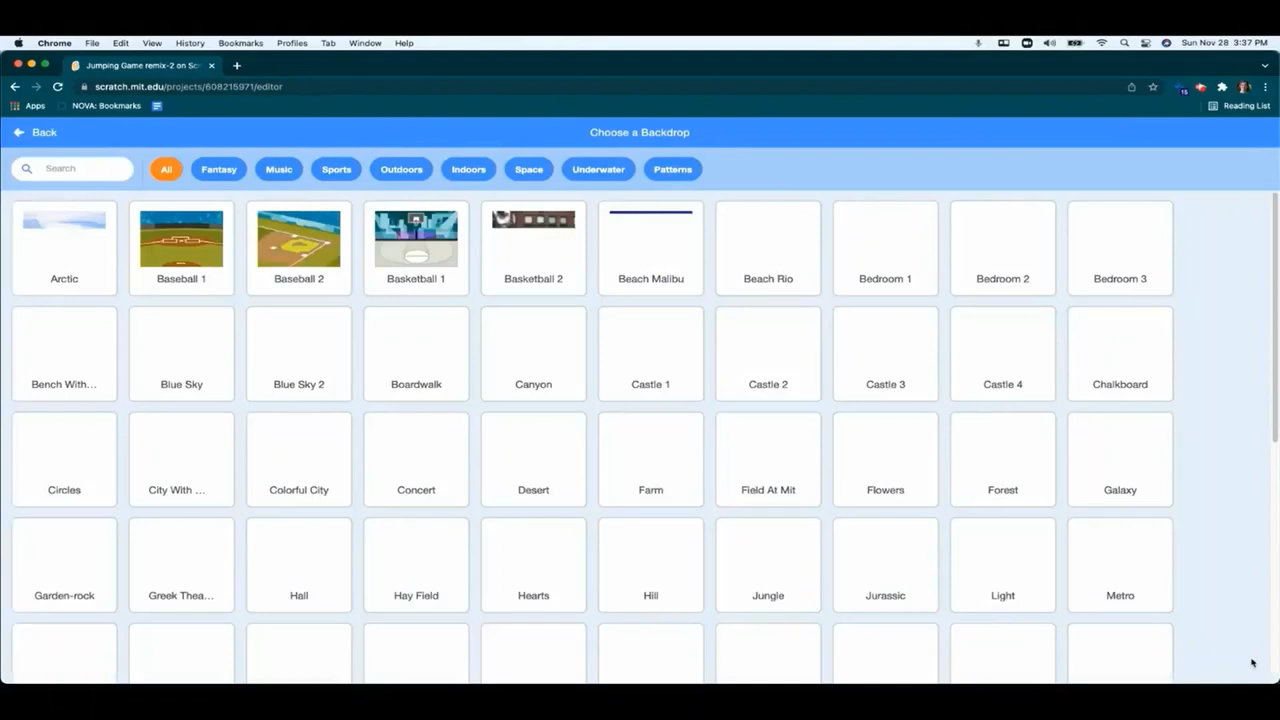 Chrome File Edit View History Bookmarks Profiles Tab Window Help Sun Nov 28 3:37 PM
Jumping Game remix-2 on Scr
scratch.mit.edu/projects/608215971/editor
Apps NOVA: Bookmarks Reading List
Back Choose a Backdrop
Search All Fantasy Music Sports Outdoors Indoors Space Underwater Patterns
Arctic Baseball 1 Baseball 2 Basketball 1 Basketball 2 Beach Malibu Beach Rio Bedroom 1 Bedroom 2 Bedroom 3
Bench With... Blue Sky Blue Sky 2 Boardwalk Canyon Castle 1 Castle 2 Castle 3 Castle 4 Chalkboard
Circles City With ... Colorful City Concert Desert Farm Field At Mit Flowers Forest Galaxy
Garden-rock Greek Thea... Hall Hay Field Hearts Hill Jungle Jurassic Light Metro